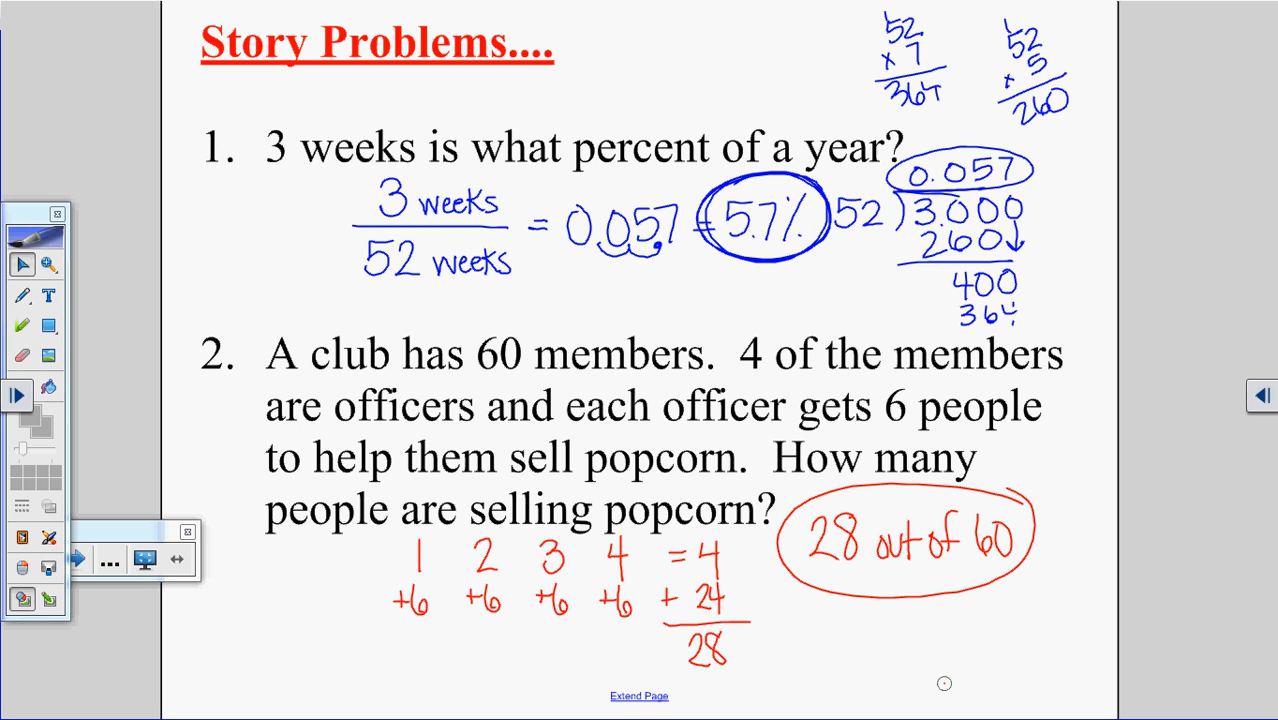 Story Problems....
52
x 7
364
52
x 5
260
1. 3 weeks is what percent of a year?
3 weeks
52 weeks
= 0.057 = 5.7%
0.057
52 ) 3.000
260
400
364
2. A club has 60 members. 4 of the members
are officers and each officer gets 6 people
to help them sell popcorn. How many
people are selling popcorn?
28 out of 60
1 2 3 4 = 4
+6 +6 +6 +6 + 24
28
Extend Page